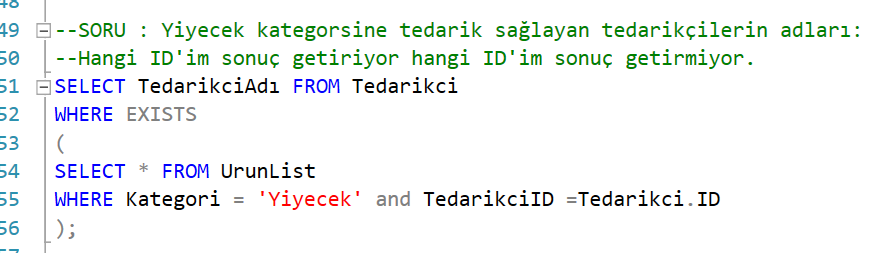 48
49 --SORU : Yiyecek kategorsine tedarik sağlayan tedarikçilerin adları:
50 --Hangi ID'im sonuç getiriyor hangi ID'im sonuç getirmiyor.
51 SELECT TedarikciAdı FROM Tedarikci
52 WHERE EXISTS
53 (
54 SELECT * FROM UrunList
55 WHERE Kategori = 'Yiyecek' and TedarikciID =Tedarikci.ID
56 );